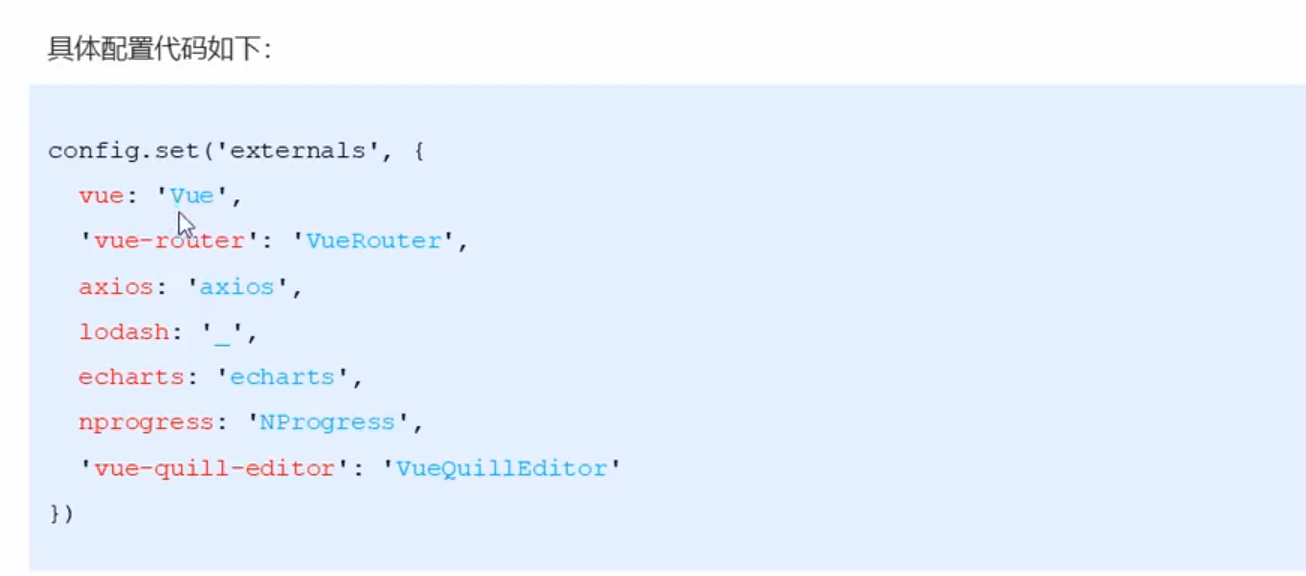 具体配置代码如下：
config.set('externals', {
  vue: 'Vue',
  'vue-router': 'VueRouter',
  axios: 'axios',
  lodash: '_',
  echarts: 'echarts',
  nprogress: 'NProgress',
  'vue-quill-editor': 'VueQuillEditor'
})